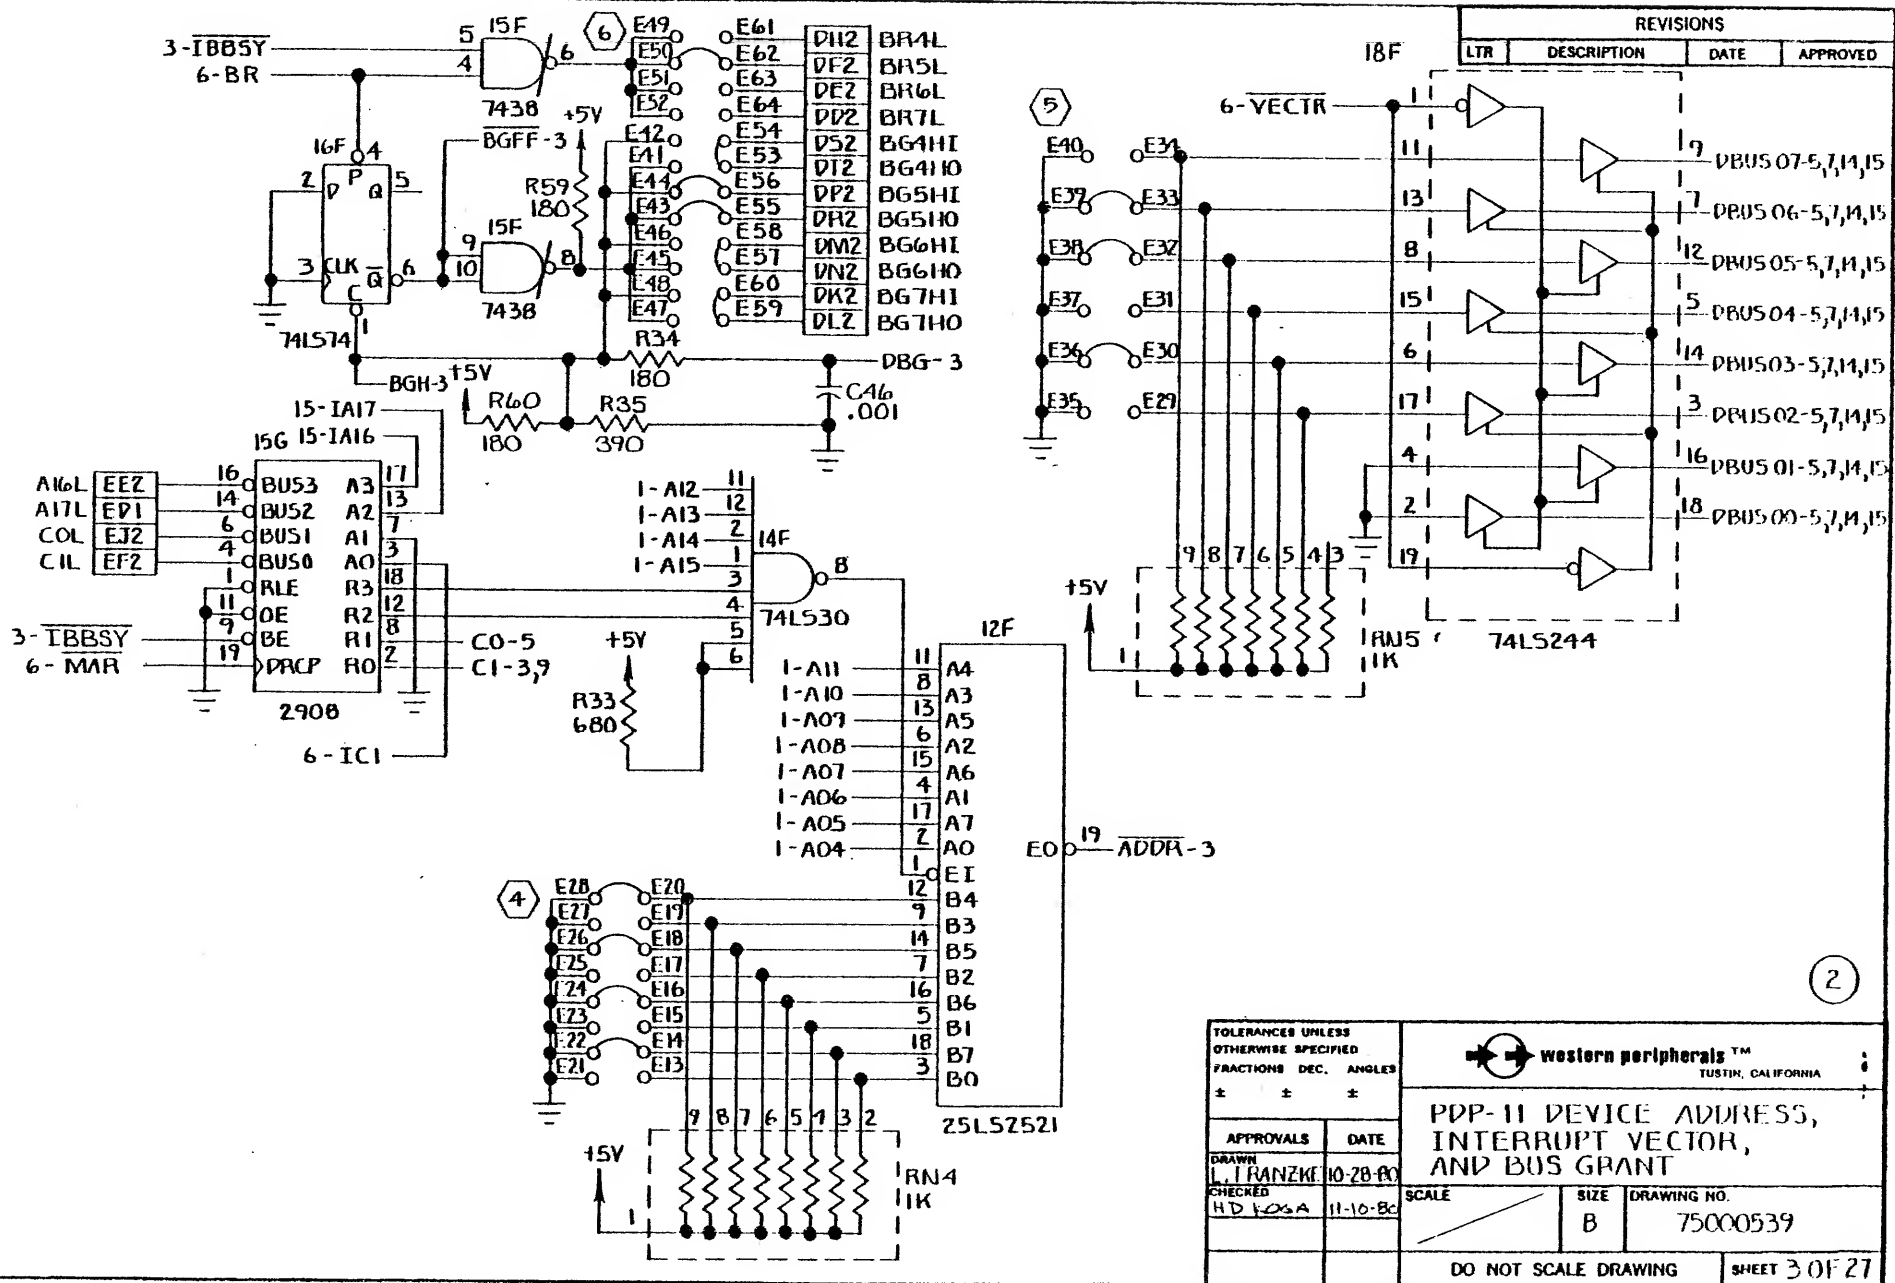 REVISIONS
LTR DESCRIPTION DATE APPROVED
3-IBBSY
6-BR
5
4
15F
6
7438
6
E49
E50
E51
E52
E42
E41
E44
E43
E46
E45
E48
E47
E61 DH2 BR4L
E62 DF2 BR5L
E63 DE2 BR6L
E64 DD2 BR7L
E54 DS2 BG4HI
E53 DT2 BG4HO
E56 DP2 BG5HI
E55 DR2 BG5HO
E58 DM2 BG6HI
E57 DN2 BG6HO
E60 DK2 BG7HI
E59 DL2 BG7HO
16F
4
P
2 D Q 5
3 CLK Q 6
C
1
74LS74
BGFF-3
+5V
R59
180
15F
9
10
8
7438
BGH-3
+5V
R60
180
R34
180
R35
390
DBG-3
C46
.001
15-IA17
15-IA16
15G
A16L EE2 16 BUS3 A3 17
A17L ED1 14 BUS2 A2 13
C0L EJ2 6 BUS1 A1 7
C1L EF2 4 BUS0 A0 3
1 RLE R3 18
11 OE R2 12
3-IBBSY 9 BE R1 8 C0-5
6-MAR 19 DRCP R0 2 C1-3,9
2908
6-IC1
1-A12 11
1-A13 12
1-A14 2
1-A15 1
3
4
5
6
14F
8
74LS30
+5V
R33
680
12F
1-A11 11 A4
1-A10 8 A3
1-A09 13 A5
1-A08 6 A2
1-A07 15 A6
1-A06 4 A1
1-A05 17 A7
1-A04 2 A0
1 EI
EO 19 ADDR-3
4
E28 E20 12 B4
E27 E19 9 B3
E26 E18 14 B5
E25 E17 7 B2
E24 E16 16 B6
E23 E15 5 B1
E22 E14 18 B7
E21 E13 3 B0
25LS2521
9 8 7 6 5 4 3 2
+5V
1
RN4
1K
18F
6-VECTR 1
5
E40 E34 11 9 DBUS 07-5,7,14,15
E39 E33 13 7 DBUS 06-5,7,14,15
E38 E32 8 12 DBUS 05-5,7,14,15
E37 E31 15 5 DBUS 04-5,7,14,15
E36 E30 6 14 DBUS 03-5,7,14,15
E35 E29 17 3 DBUS 02-5,7,14,15
4 16 DBUS 01-5,7,14,15
2 18 DBUS 00-5,7,14,15
19
9 8 7 6 5 4 3
+5V
1
RN5
1K
74LS244
2
TOLERANCES UNLESS
OTHERWISE SPECIFIED
FRACTIONS DEC. ANGLES
± ± ±
western peripherals TM
TUSTIN, CALIFORNIA
PDP-11 DEVICE ADDRESS,
INTERRUPT VECTOR,
AND BUS GRANT
APPROVALS DATE
DRAWN
L. FRANZKE 10-28-80
CHECKED
HD KOGA 11-10-80
SCALE
SIZE
B
DRAWING NO.
75000539
DO NOT SCALE DRAWING
SHEET 3 OF 27